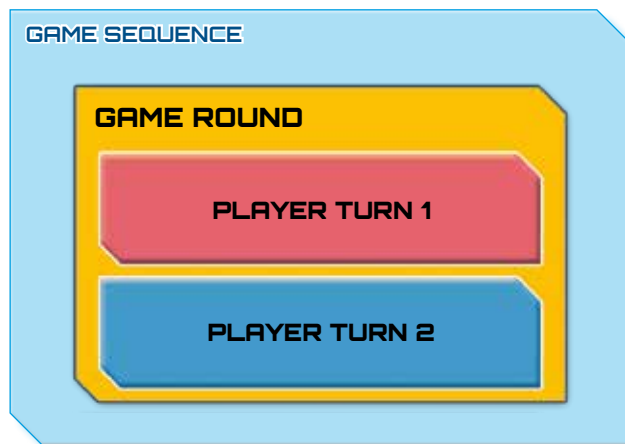 GAME SEQUENCE
GAME ROUND
PLAYER TURN 1
PLAYER TURN 2